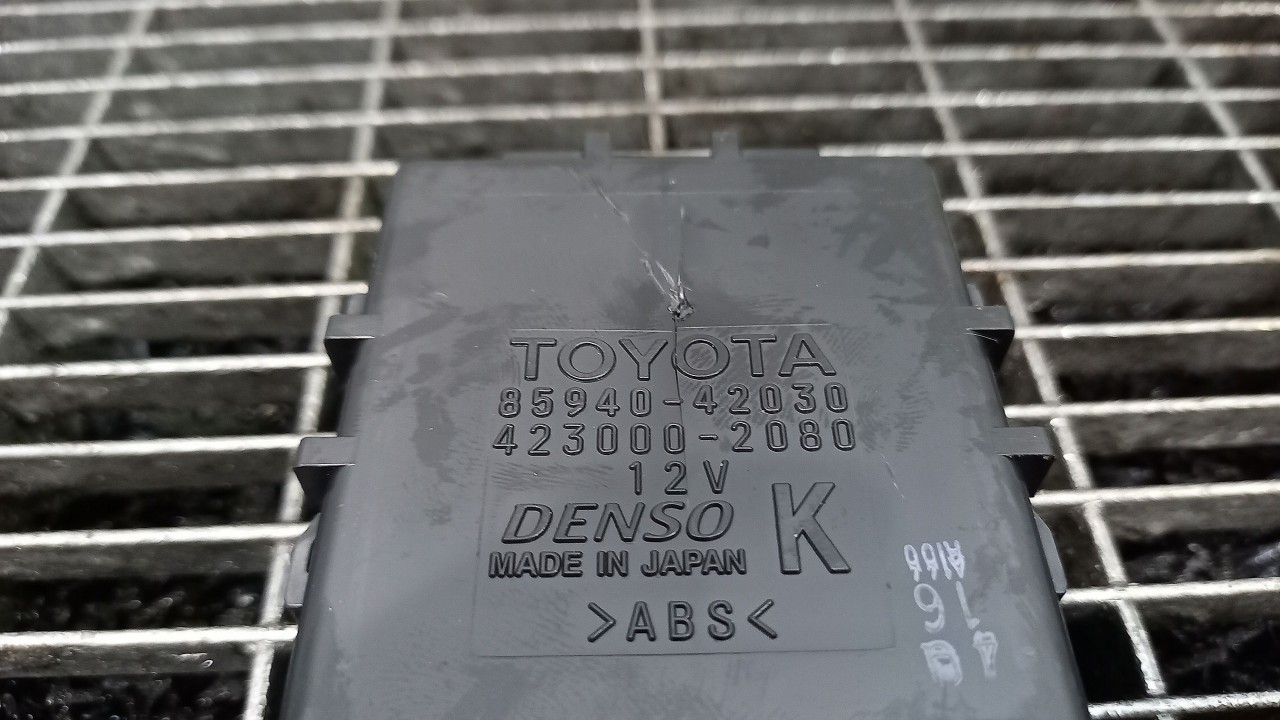 TOYOTA
85940-42030
423000-2080
12V
DENSO K
MADE IN JAPAN
>ABS<